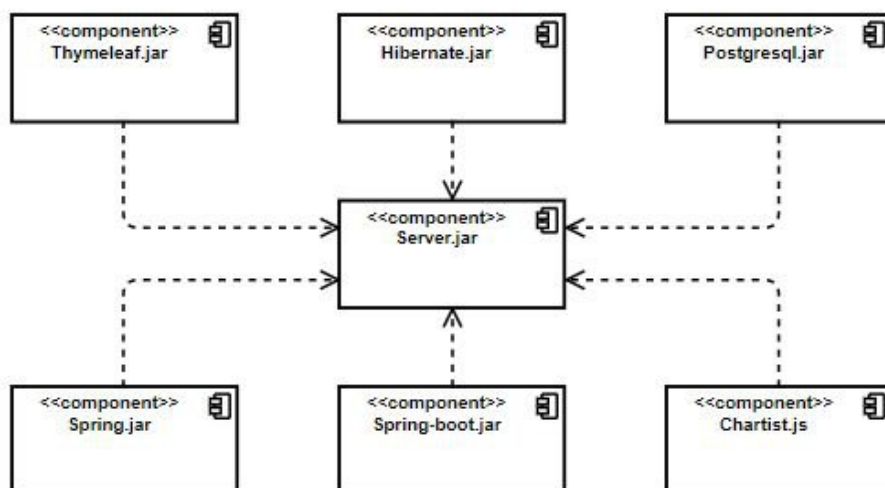 <<component>>
Thymeleaf.jar
<<component>>
Hibernate.jar
<<component>>
Postgresql.jar
<<component>>
Server.jar
<<component>>
Spring.jar
<<component>>
Spring-boot.jar
<<component>>
Chartist.js